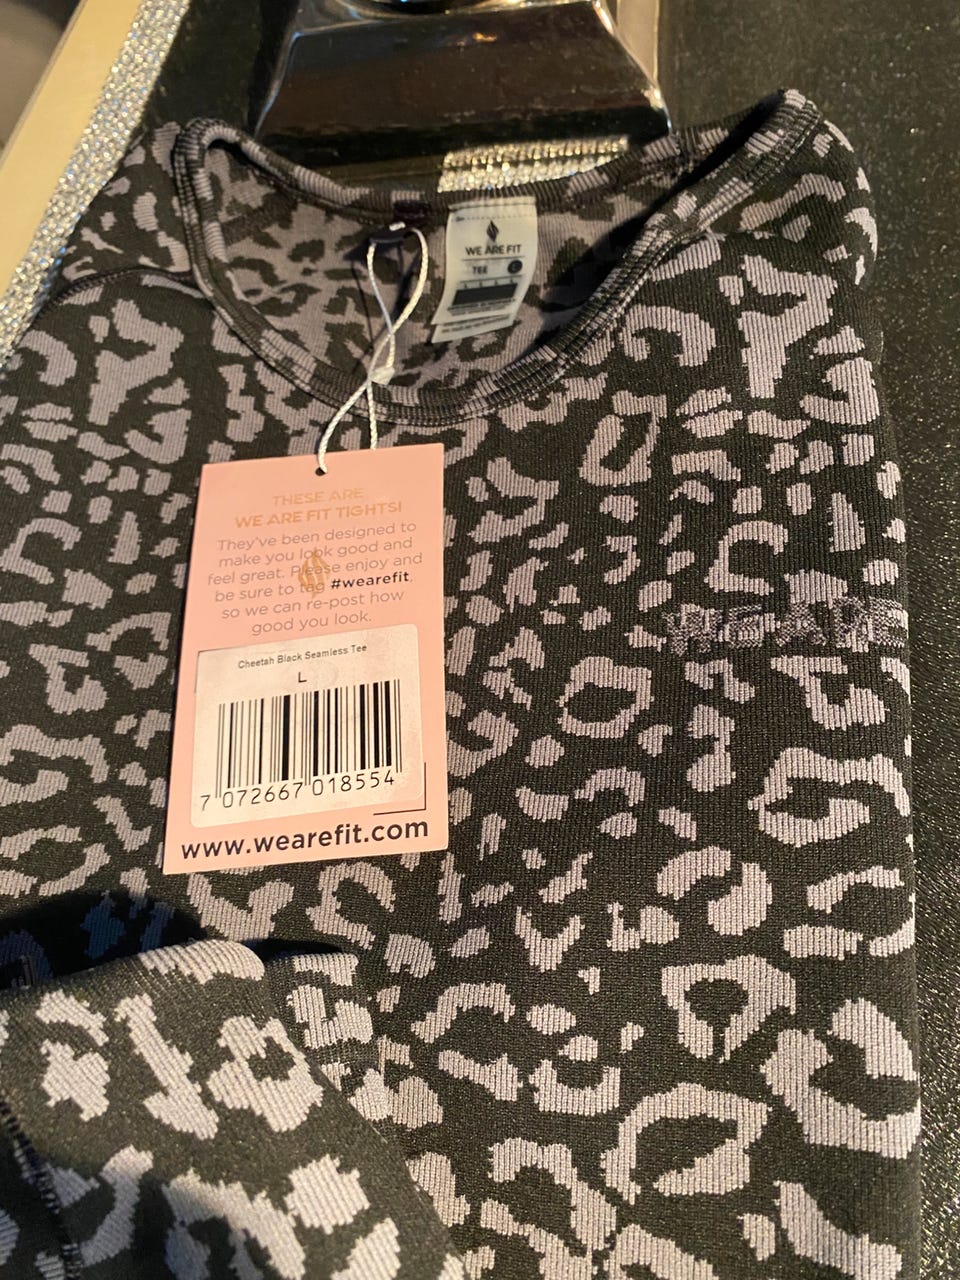 WE ARE FIT
TEE L
THESE ARE
WE ARE FIT TIGHTS!
They've been designed to
make you look good and
feel great. Please enjoy and
be sure to tag #wearefit
so we can re-post how
good you look.
WE ARE
Cheetah Black Seamless Tee
L
7 072667 018554
www.wearefit.com